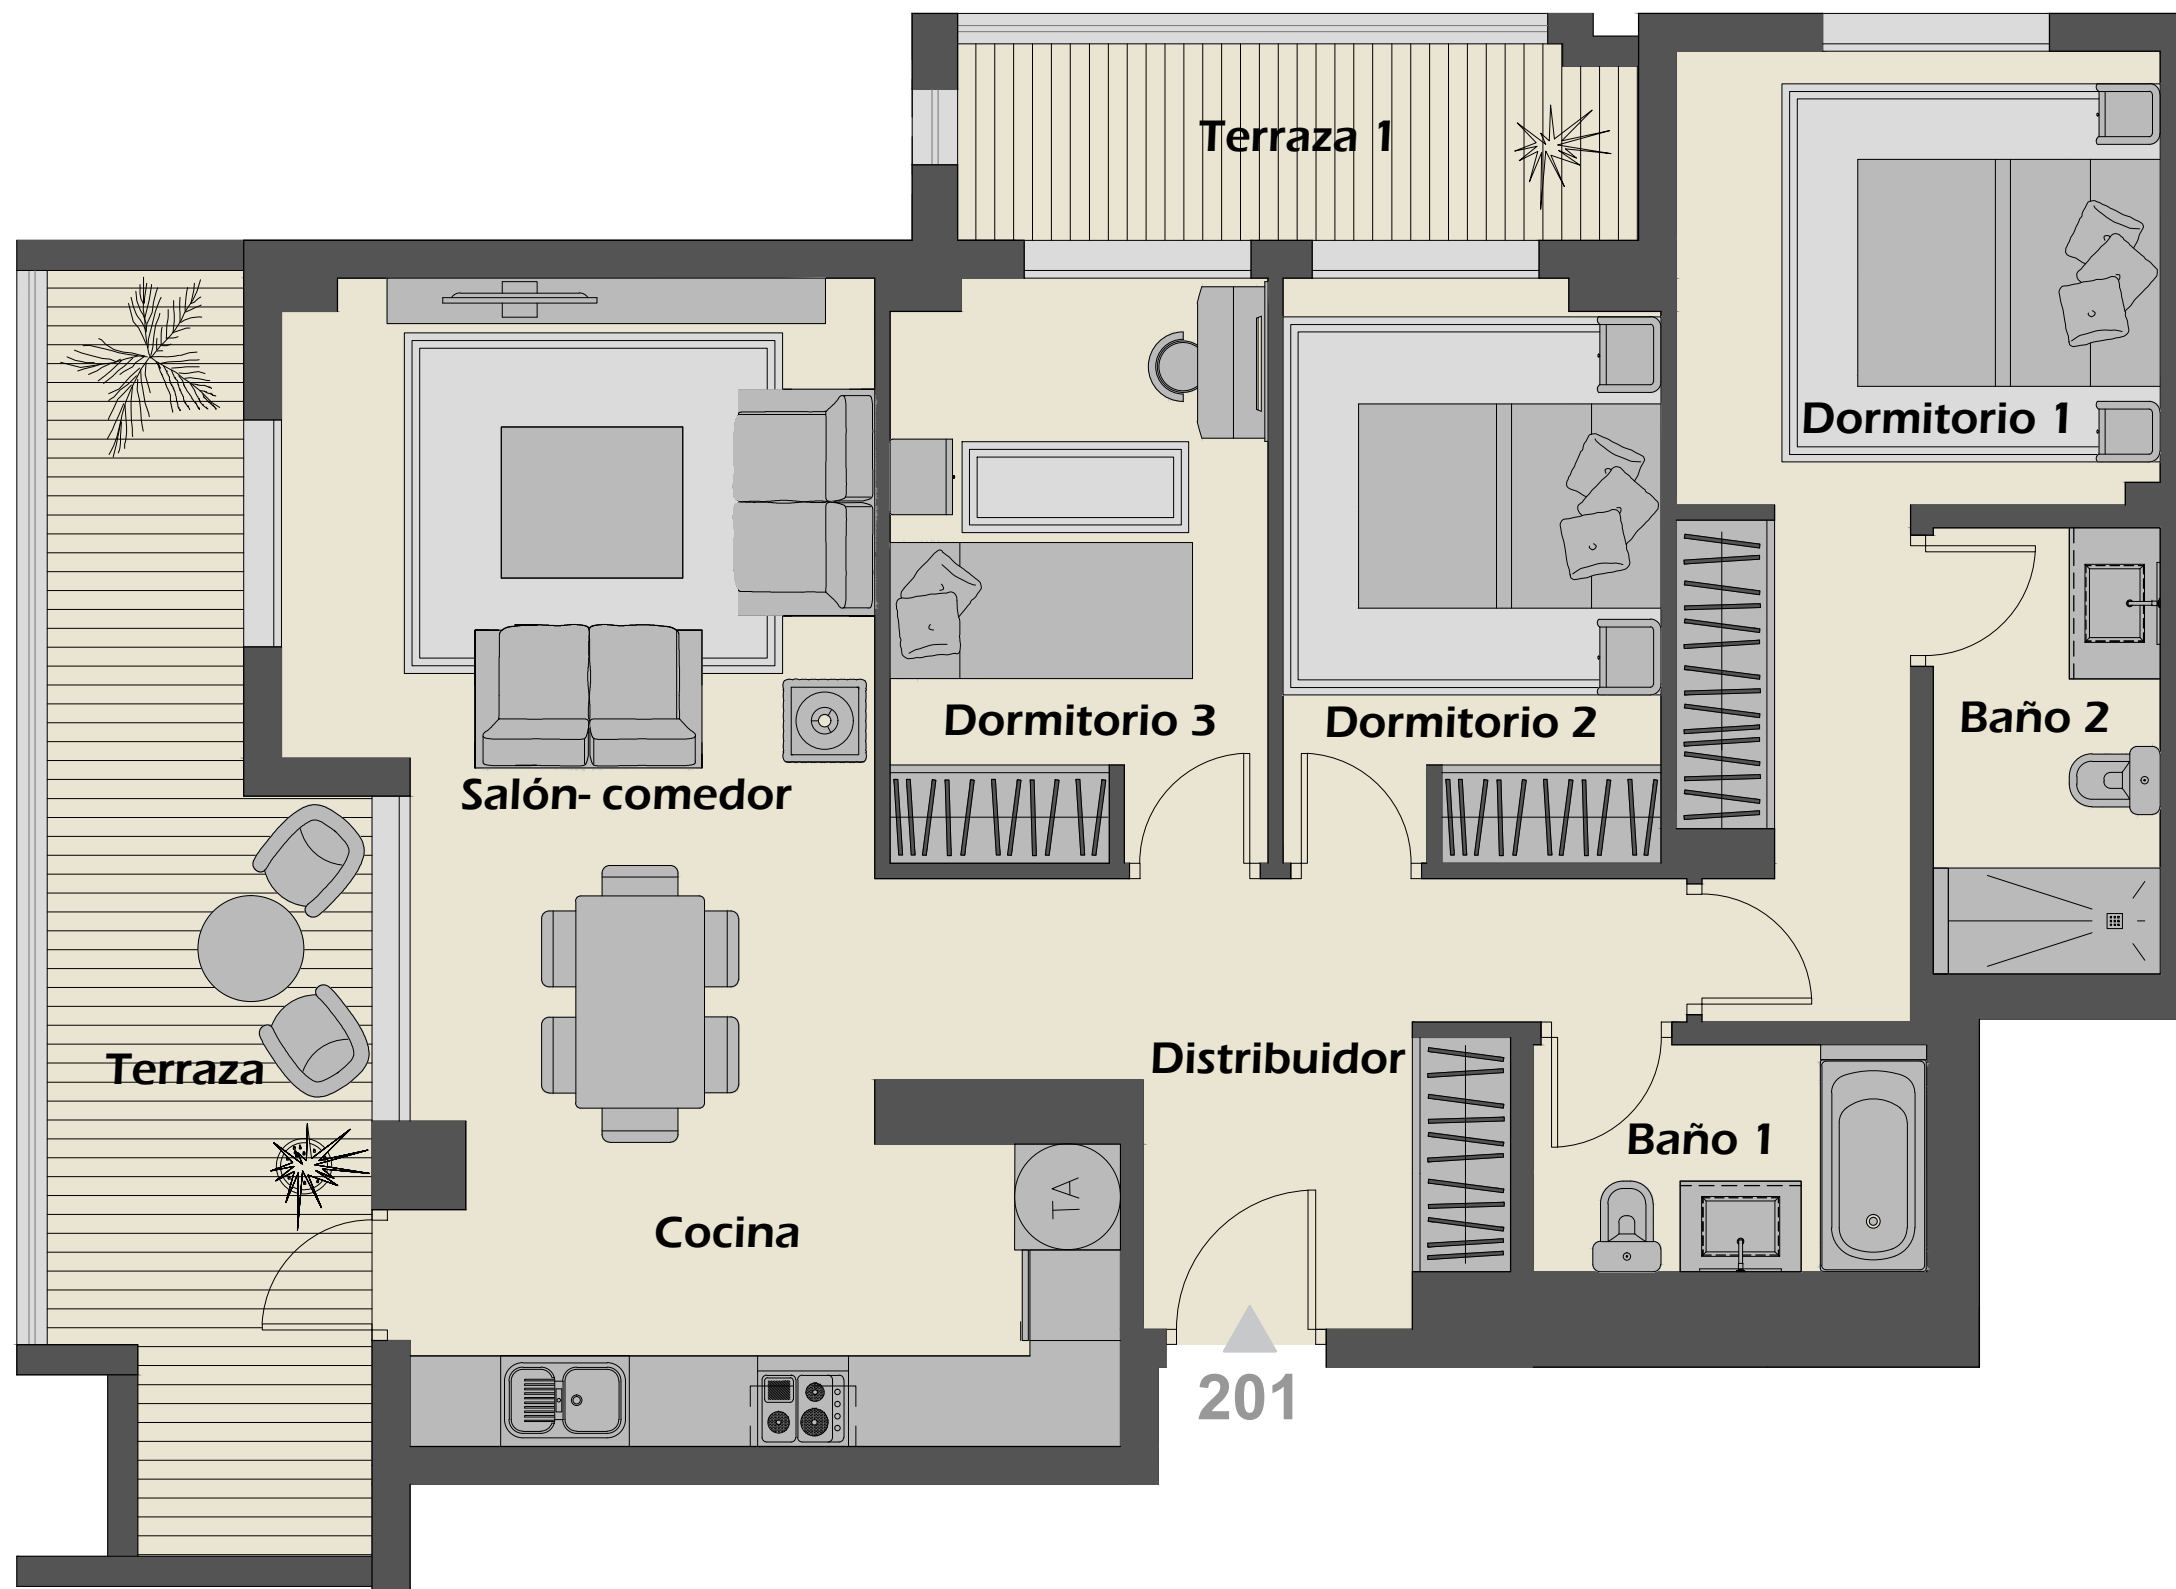 Terraza 1
Dormitorio 1
Dormitorio 3
Dormitorio 2
Baño 2
Salón- comedor
Distribuidor
Terraza
Baño 1
TA
Cocina
201